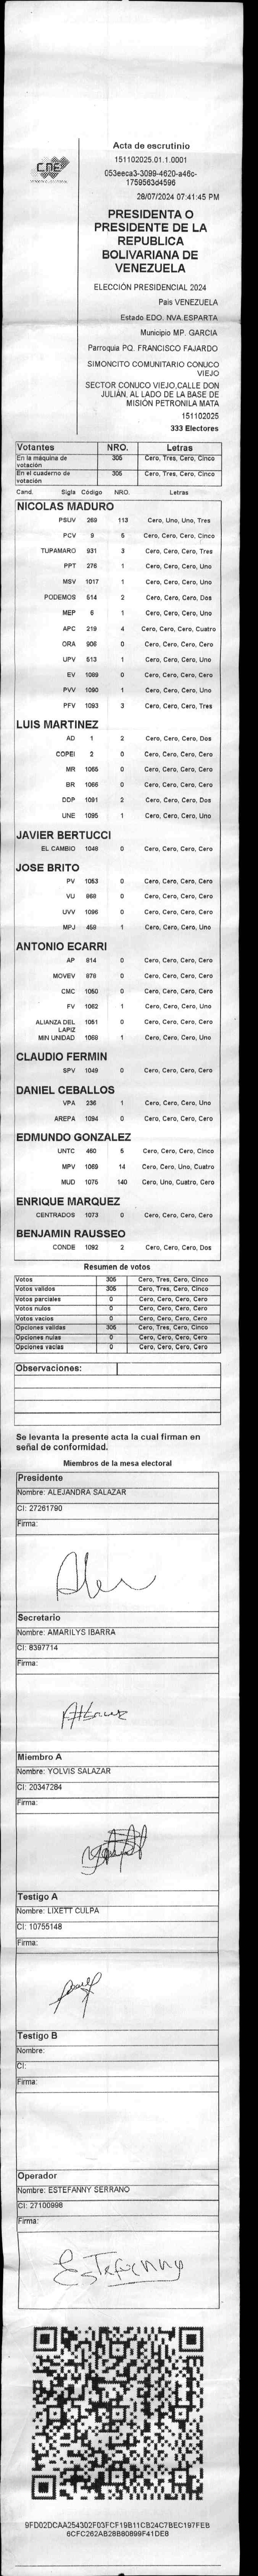 CNE
Acta de escrutinio
151102025.01.1.0001
053eeca3-3099-4620-a46c-
1759563d4596
28/07/2024 07:41:45 PM
PRESIDENTA O
PRESIDENTE DE LA
REPUBLICA
BOLIVARIANA DE
VENEZUELA
ELECCIÓN PRESIDENCIAL 2024
País VENEZUELA
Estado EDO. NVA.ESPARTA
Municipio MP. GARCIA
Parroquia PQ. FRANCISCO FAJARDO
SIMONCITO COMUNITARIO CONUCO
VIEJO
SECTOR CONUCO VIEJO,CALLE DON
JULIÁN, AL LADO DE LA BASE DE
MISIÓN PETRONILA MATA
151102025
333 Electores
Votantes NRO. Letras
En la máquina de votación 305 Cero, Tres, Cero, Cinco
En el cuaderno de votación 305 Cero, Tres, Cero, Cinco
Cand. Sigla Código NRO. Letras
NICOLAS MADURO
PSUV 269 113 Cero, Uno, Uno, Tres
PCV 9 5 Cero, Cero, Cero, Cinco
TUPAMARO 931 3 Cero, Cero, Cero, Tres
PPT 276 1 Cero, Cero, Cero, Uno
MSV 1017 1 Cero, Cero, Cero, Uno
PODEMOS 514 2 Cero, Cero, Cero, Dos
MEP 6 1 Cero, Cero, Cero, Uno
APC 219 4 Cero, Cero, Cero, Cuatro
ORA 906 0 Cero, Cero, Cero, Cero
UPV 513 1 Cero, Cero, Cero, Uno
EV 1089 0 Cero, Cero, Cero, Cero
PVV 1090 1 Cero, Cero, Cero, Uno
PFV 1093 3 Cero, Cero, Cero, Tres
LUIS MARTINEZ
AD 1 2 Cero, Cero, Cero, Dos
COPEI 2 0 Cero, Cero, Cero, Cero
MR 1065 0 Cero, Cero, Cero, Cero
BR 1066 0 Cero, Cero, Cero, Cero
DDP 1091 2 Cero, Cero, Cero, Dos
UNE 1095 1 Cero, Cero, Cero, Uno
JAVIER BERTUCCI
EL CAMBIO 1048 0 Cero, Cero, Cero, Cero
JOSE BRITO
PV 1053 0 Cero, Cero, Cero, Cero
VU 869 0 Cero, Cero, Cero, Cero
UVV 1096 0 Cero, Cero, Cero, Cero
MPJ 459 1 Cero, Cero, Cero, Uno
ANTONIO ECARRI
AP 914 0 Cero, Cero, Cero, Cero
MOVEV 878 0 Cero, Cero, Cero, Cero
CMC 1050 0 Cero, Cero, Cero, Cero
FV 1062 1 Cero, Cero, Cero, Uno
ALIANZA DEL LAPIZ 1051 0 Cero, Cero, Cero, Cero
MIN UNIDAD 1068 1 Cero, Cero, Cero, Uno
CLAUDIO FERMIN
SPV 1049 0 Cero, Cero, Cero, Cero
DANIEL CEBALLOS
VPA 236 1 Cero, Cero, Cero, Uno
AREPA 1094 0 Cero, Cero, Cero, Cero
EDMUNDO GONZALEZ
UNTC 460 5 Cero, Cero, Cero, Cinco
MPV 1069 14 Cero, Cero, Uno, Cuatro
MUD 1075 140 Cero, Uno, Cuatro, Cero
ENRIQUE MARQUEZ
CENTRADOS 1073 0 Cero, Cero, Cero, Cero
BENJAMIN RAUSSEO
CONDE 1092 2 Cero, Cero, Cero, Dos
Resumen de votos
Votos 305 Cero, Tres, Cero, Cinco
Votos validos 305 Cero, Tres, Cero, Cinco
Votos parciales 0 Cero, Cero, Cero, Cero
Votos nulos 0 Cero, Cero, Cero, Cero
Votos vacios 0 Cero, Cero, Cero, Cero
Opciones validas 305 Cero, Tres, Cero, Cinco
Opciones nulas 0 Cero, Cero, Cero, Cero
Opciones vacias 0 Cero, Cero, Cero, Cero
Observaciones:
Se levanta la presente acta la cual firman en
señal de conformidad.
Miembros de la mesa electoral
Presidente
Nombre: ALEJANDRA SALAZAR
CI: 27261790
Firma:
Secretario
Nombre: AMARILYS IBARRA
CI: 8397714
Firma:
Miembro A
Nombre: YOLVIS SALAZAR
CI: 20347284
Firma:
Testigo A
Nombre: LIXETT CULPA
CI: 10755148
Firma:
Testigo B
Nombre:
CI:
Firma:
Operador
Nombre: ESTEFANNY SERRANO
CI: 27100998
Firma:
Estefanny
9FD02DCAA254302F03FCF19B11CB24C7BEC197FEB
6CFC262AB28B80899F41DE8